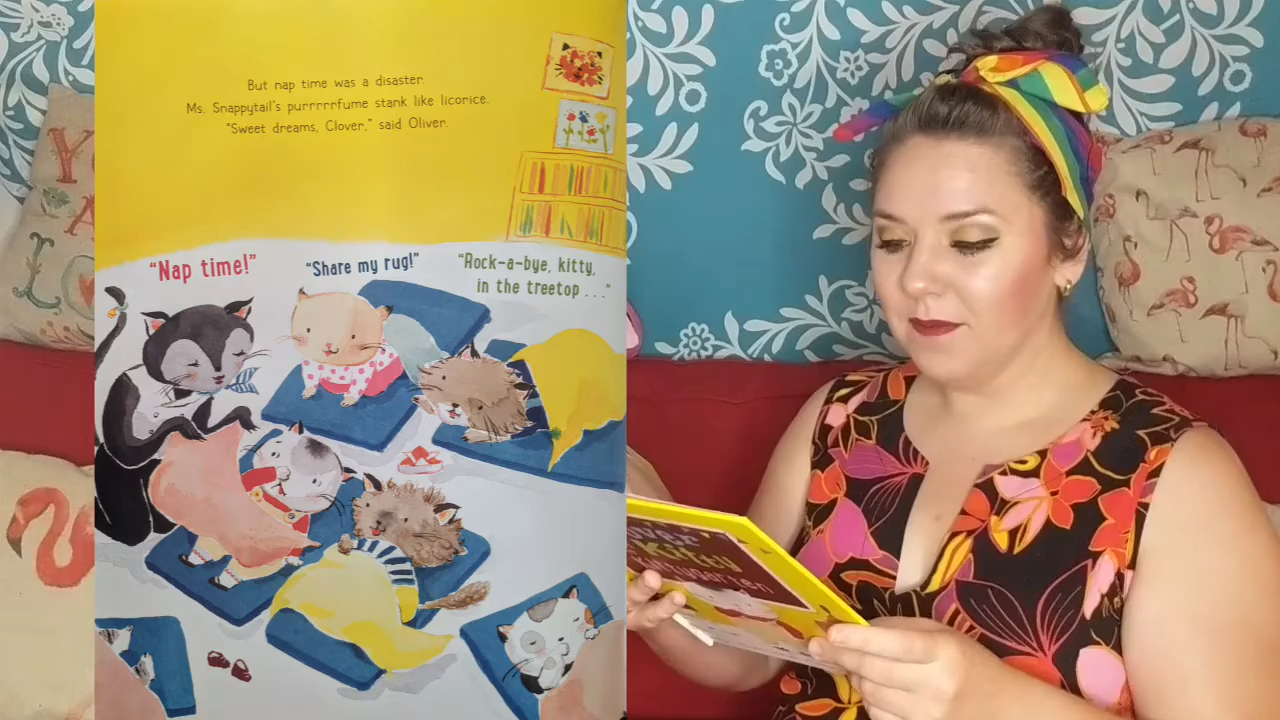 But nap time was a disaster.
Ms. Snappytail's purrrrrfume stank like licorice.
"Sweet dreams, Clover," said Oliver.
"Nap time!"
"Share my rug!"
"Rock-a-bye, kitty,
in the treetop . . ."
Kitty